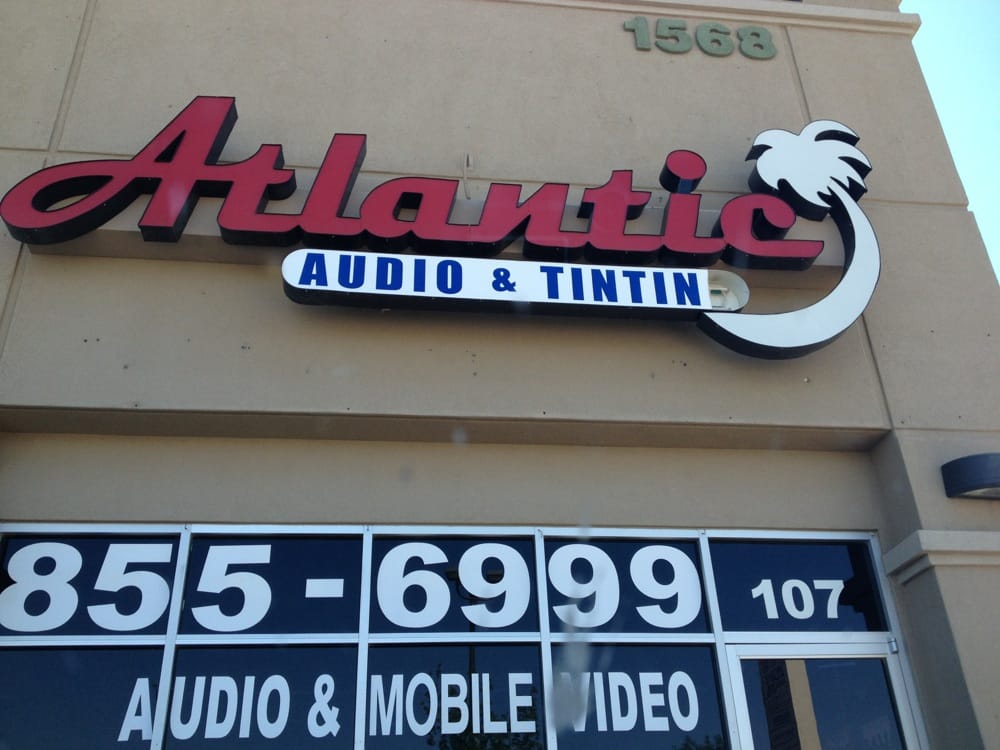 1568
Atlantic
AUDIO & TINTIN
855-6999
107
AUDIO & MOBILE VIDEO